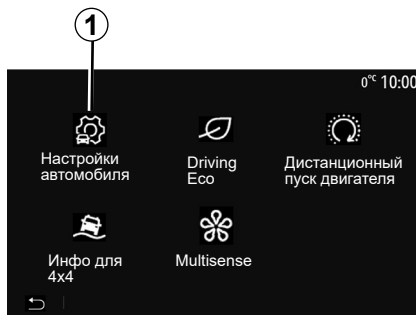 1
0°C 10:00
Настройки
автомобиля
Driving
Eco
Дистанционный
пуск двигателя
Инфо для
4x4
Multisense